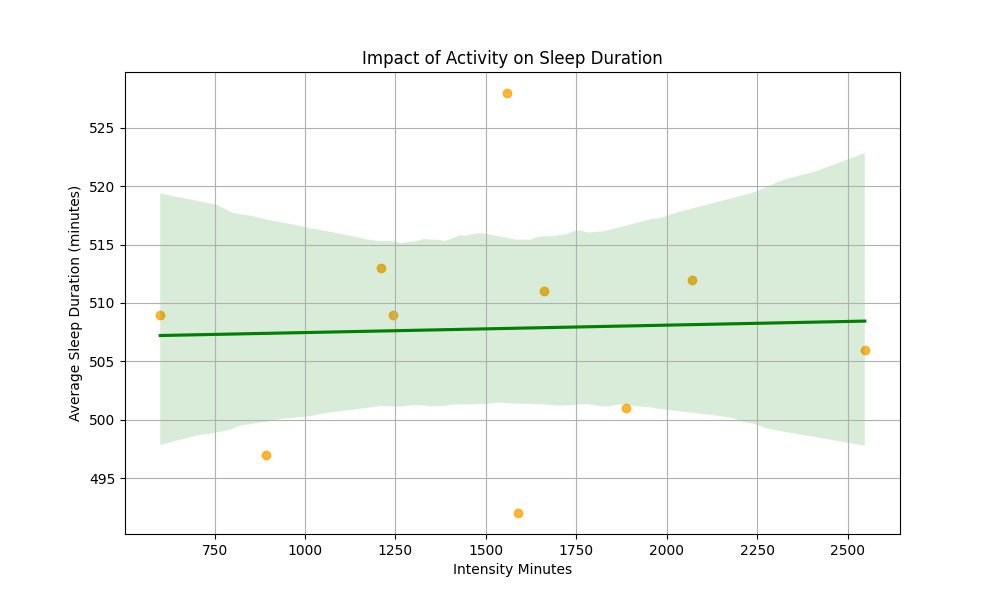 Impact of Activity on Sleep Duration
Average Sleep Duration (minutes)
525
520
515
510
505
500
495
750 1000 1250 1500 1750 2000 2250 2500
Intensity Minutes